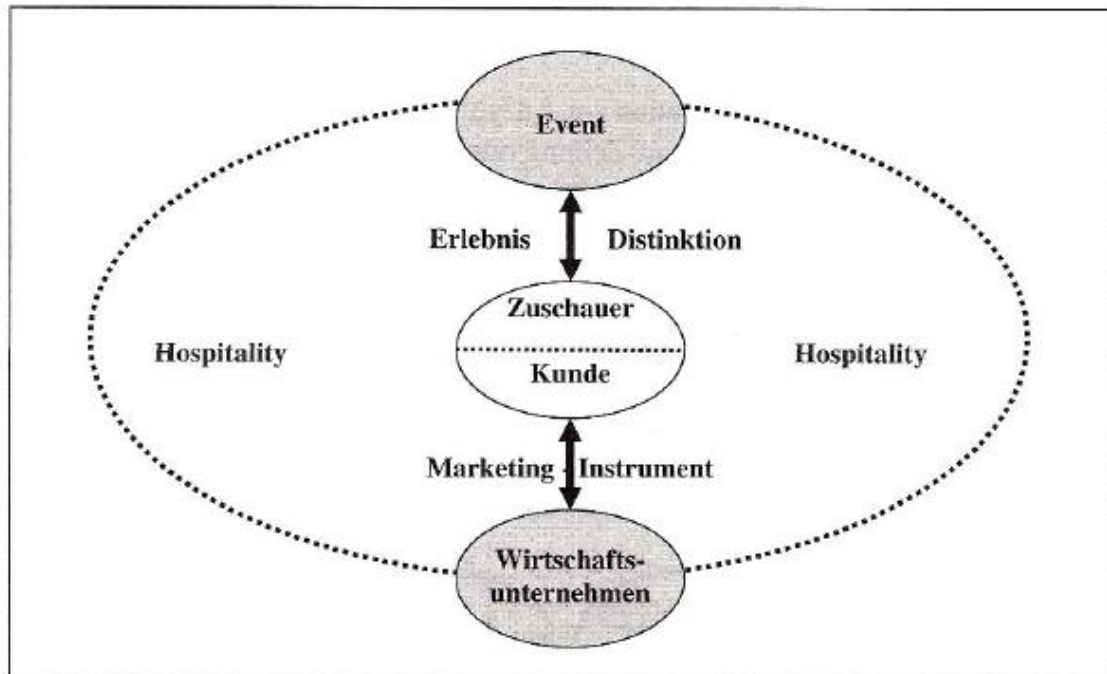 Event
Erlebnis Distinktion
Zuschauer
Hospitality Hospitality
Kunde
Marketing - Instrument
Wirtschafts-
unternehmen